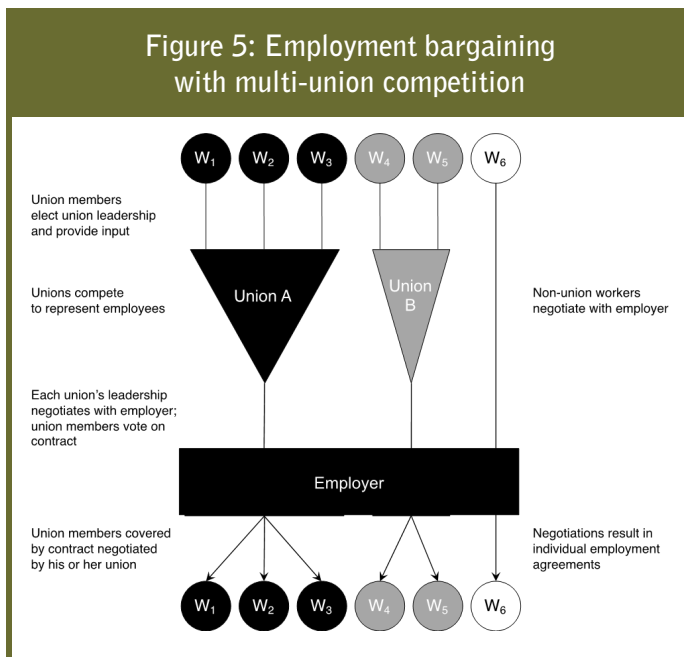 Figure 5: Employment bargaining
with multi-union competition
W₁ W₂ W₃ W₄ W₅ W₆
Union members
elect union leadership
and provide input
Unions compete
to represent employees
Union A
Union
B
Non-union workers
negotiate with employer
Each union’s leadership
negotiates with employer;
union members vote on
contract
Employer
Union members covered
by contract negotiated
by his or her union
Negotiations result in
individual employment
agreements
W₁ W₂ W₃ W₄ W₅ W₆